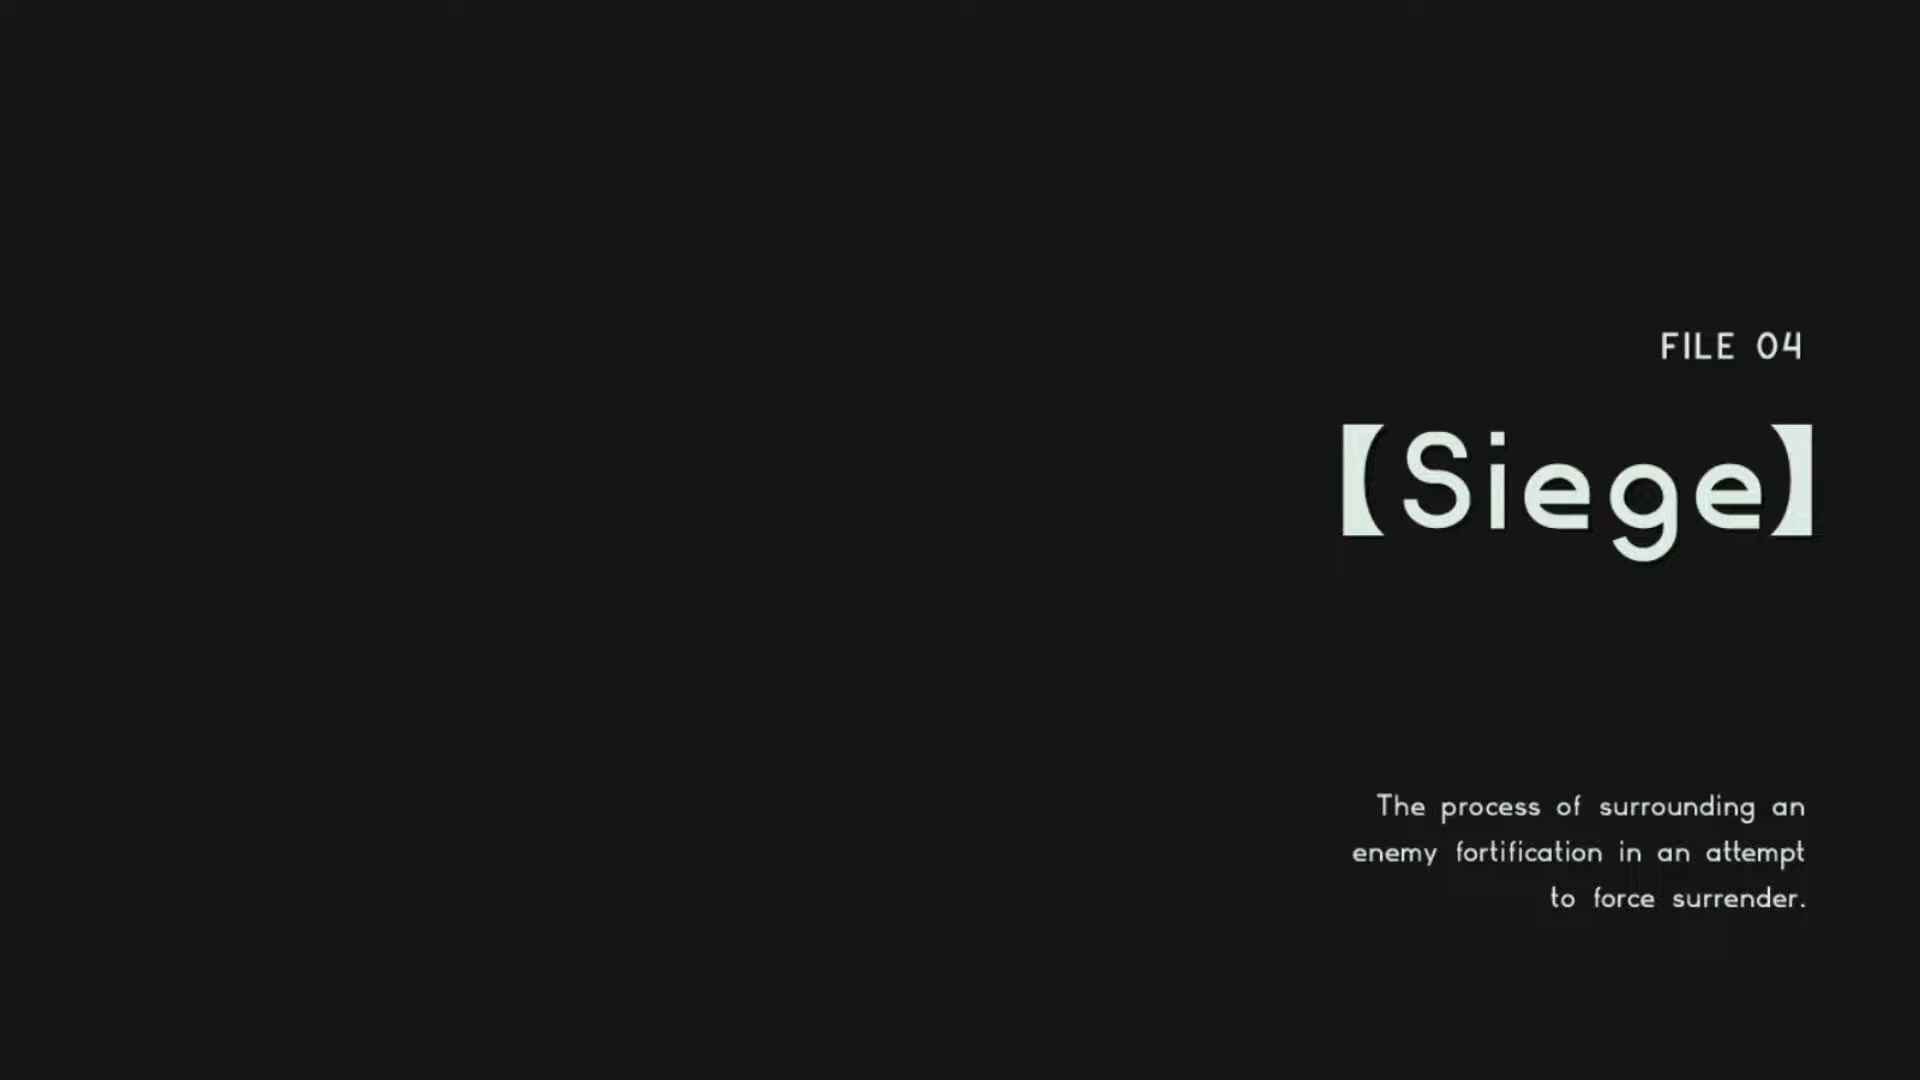 FILE 04
【Siege】
The process of surrounding an
enemy fortification in an attempt
to force surrender.